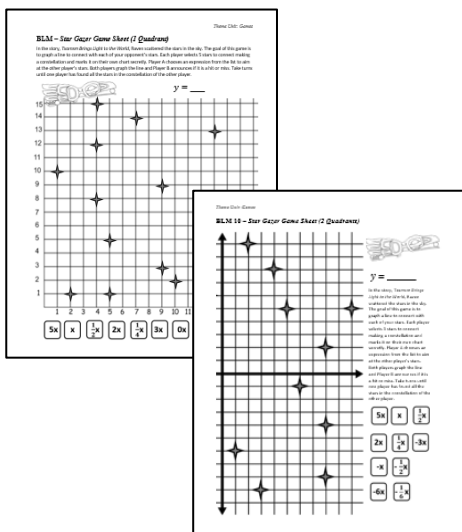 Theme Unit: Games
BLM – Star Gazer Game Sheet (1 Quadrant)
In the story, Txamsm Brings Light to the World, Raven scattered the stars in the sky. The goal of this game is
to graph a line to connect with each of your opponent's stars. Each player selects 5 stars to connect making
a constellation and marks it on their own chart secretly. Player A chooses an expression from the list to aim
at the other player's stars. Both players graph the line and Player B announces if it is a hit or miss. Take turns
until one player has found all the stars in the constellation of the other player.
y = ___
15
14
13
12
11
10
9
8
7
6
5
4
3
2
1
1 2 3 4 5 6 7 8 9 10 11
5x x 1/2x 2x 1/4x 3x 0x
Theme Unit: Games
BLM 10 – Star Gazer Game Sheet (2 Quadrants)
y = _____
In the story, Txamsm Brings
Light to the World, Raven
scattered the stars in the sky.
The goal of this game is to
graph a line to connect with
each of your stars. Each player
selects 5 stars to connect
making a constellation and
marks it on their own chart
secretly. Player A chooses an
expression from the list to aim
at the other player's stars.
Both players graph the line
and Player B announces if it is
a hit or miss. Take turns until
one player has found all the
stars in the constellation of the
other player.
5x x 1/2x
2x 1/4x -3x
-x -1/2x
-6x -1/6x